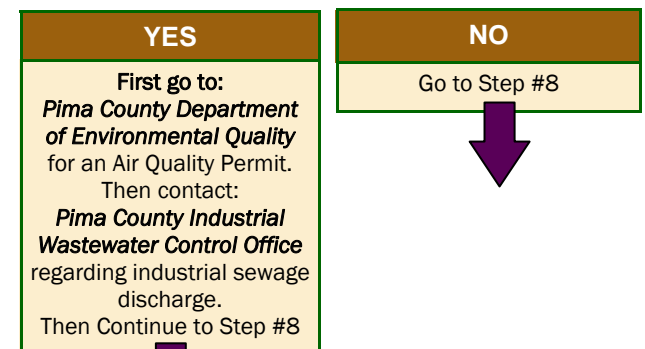 YES
First go to:
Pima County Department
of Environmental Quality
for an Air Quality Permit.
Then contact:
Pima County Industrial
Wastewater Control Office
regarding industrial sewage
discharge.
Then Continue to Step #8
NO
Go to Step #8